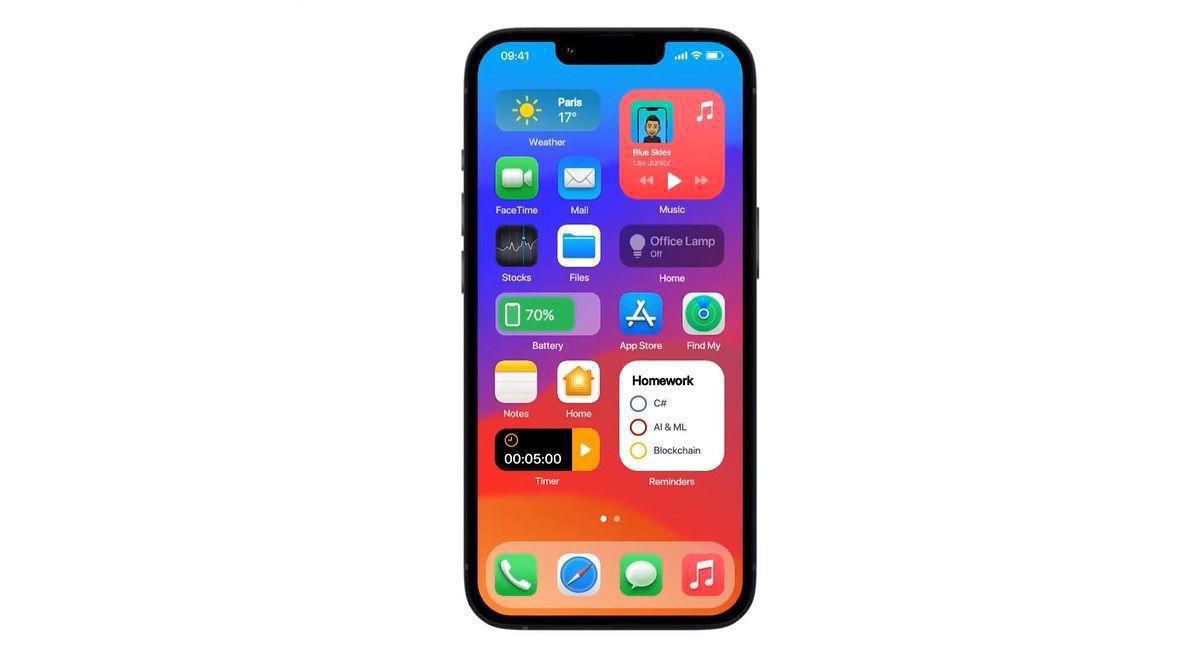 09:41
Paris
17°
Weather
Blue Skies
Lex Junior
Music
FaceTime
Mail
Stocks
Files
Office Lamp
Off
Home
70%
Battery
App Store
Find My
Notes
Home
Homework
C#
AI & ML
Blockchain
Reminders
00:05:00
Timer